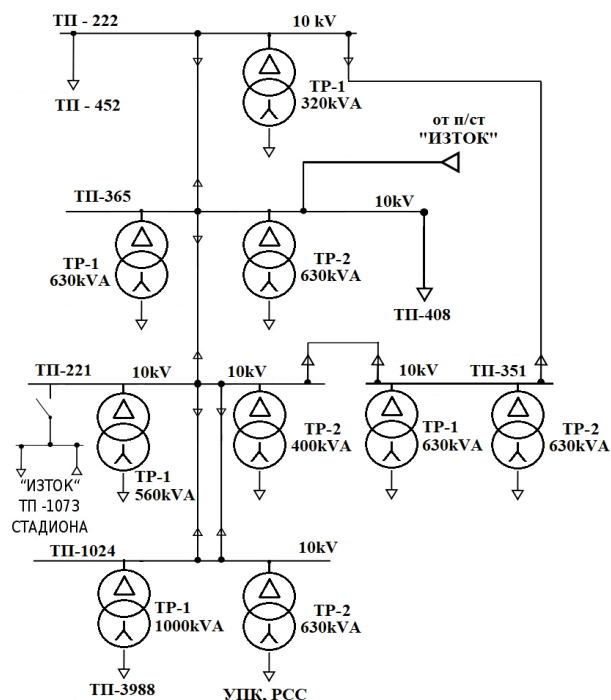 ТП - 222
10 kV
ТР-1
320kVA
ТП - 452
от п/ст
"ИЗТОК"
ТП-365
10kV
ТР-1
630kVA
ТР-2
630kVA
ТП-408
ТП-221
10kV
10kV
10kV
ТП-351
ТР-1
560kVA
ТР-2
400kVA
ТР-1
630kVA
ТР-2
630kVA
“ИЗТОК“
ТП -1073
СТАДИОНА
ТП-1024
10kV
ТР-1
1000kVA
ТР-2
630kVA
ТП-3988
УПК, РСС